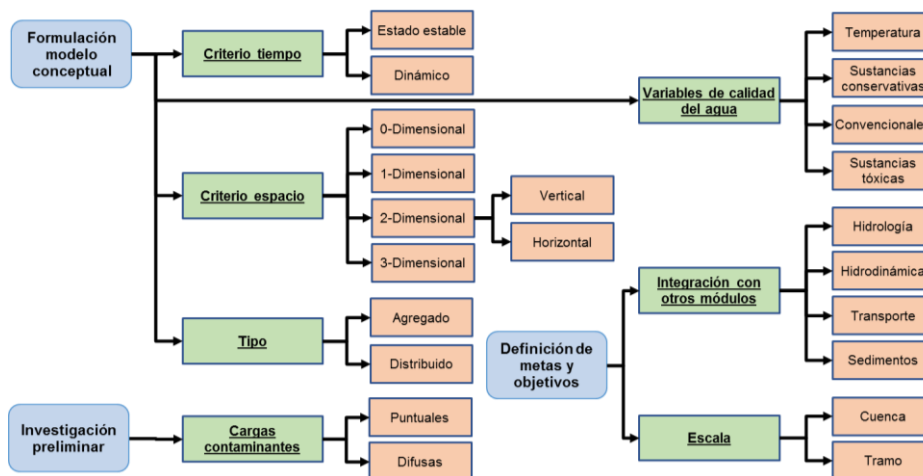 Formulación
modelo
conceptual
Criterio tiempo
Estado estable
Dinámico
Variables de calidad
del agua
Temperatura
Sustancias
conservativas
Convencionales
Sustancias
tóxicas
Criterio espacio
0-Dimensional
1-Dimensional
2-Dimensional
3-Dimensional
Vertical
Horizontal
Tipo
Agregado
Distribuido
Definición de
metas y
objetivos
Integración con
otros módulos
Hidrología
Hidrodinámica
Transporte
Sedimentos
Escala
Cuenca
Tramo
Investigación
preliminar
Cargas
contaminantes
Puntuales
Difusas